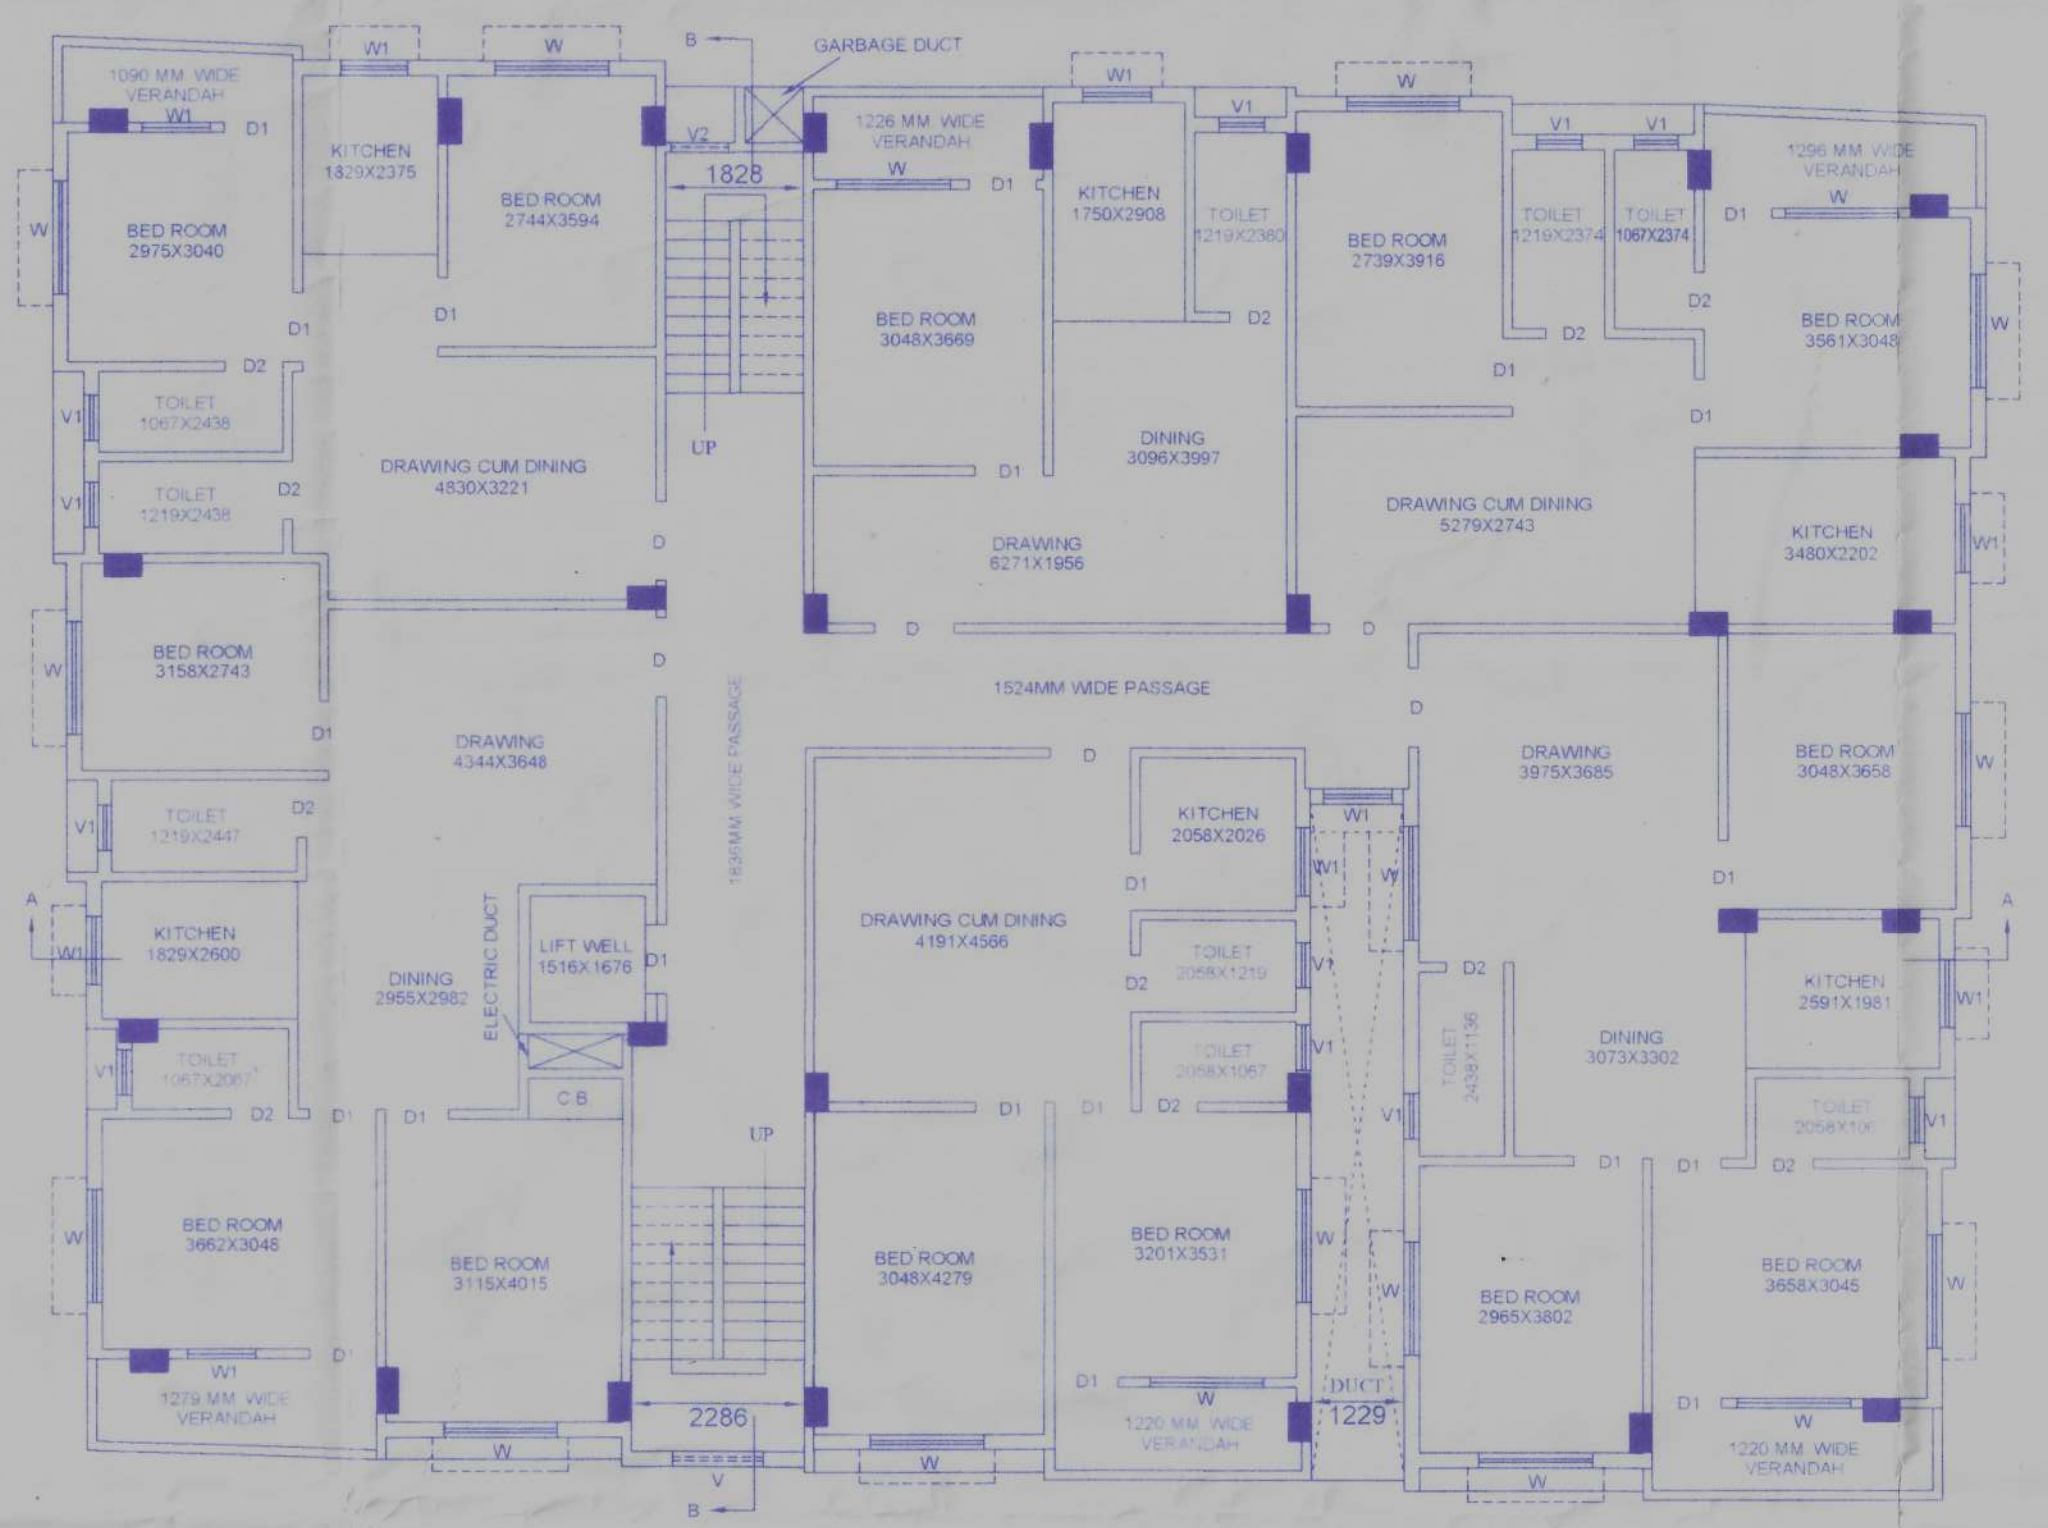 B
GARBAGE DUCT
W1
W
W1
W
1090 MM WIDE
VERANDAH
W1
D1
V2
1226 MM WIDE
VERANDAH
W
D1
V1
V1
V1
1296 MM WIDE
VERANDAH
W
D1
KITCHEN
1829X2375
1828
BED ROOM
2744X3594
KITCHEN
1750X2908
TOILET
1219X2380
TOILET
1219X2374
TOILET
1067X2374
W
BED ROOM
2975X3040
BED ROOM
2739X3916
D1
D1
BED ROOM
3048X3669
D2
D2
D2
BED ROOM
3561X3048
W
D2
D1
D1
V1
TOILET
1067X2438
UP
DRAWING CUM DINING
4830X3221
DINING
3096X3997
D1
V1
TOILET
1219X2438
D2
DRAWING CUM DINING
5279X2743
D
DRAWING
6271X1956
KITCHEN
3480X2202
W1
D
D
W
BED ROOM
3158X2743
D
1524MM WIDE PASSAGE
D
D1
DRAWING
4344X3648
1836MM WIDE PASSAGE
D
DRAWING
3975X3685
BED ROOM
3048X3658
W
V1
TOILET
1219X2447
D2
KITCHEN
2058X2026
W1
W1
W
D1
D1
A
A
W1
KITCHEN
1829X2600
ELECTRIC DUCT
LIFT WELL
1516X1676
D1
DRAWING CUM DINING
4191X4566
TOILET
2058X1219
V1
D2
D2
DINING
2955X2982
KITCHEN
2591X1981
W1
V1
TOILET
1067X2067
TOILET
2058X1067
V1
TOILET
2438X1136
DINING
3073X3302
C B
D2
D1
D1
D1
D1
D2
V1
TOILET
V1
UP
D1
D1
D2
W
BED ROOM
3662X3048
BED ROOM
3115X4015
BED ROOM
3048X4279
BED ROOM
3201X3531
W
W
BED ROOM
2965X3802
BED ROOM
3658X3045
W
D1
W1
1279 MM WIDE
VERANDAH
W
2286
V
B
W
D1
W
1220 MM WIDE
VERANDAH
DUCT
1229
W
D1
W
1220 MM WIDE
VERANDAH